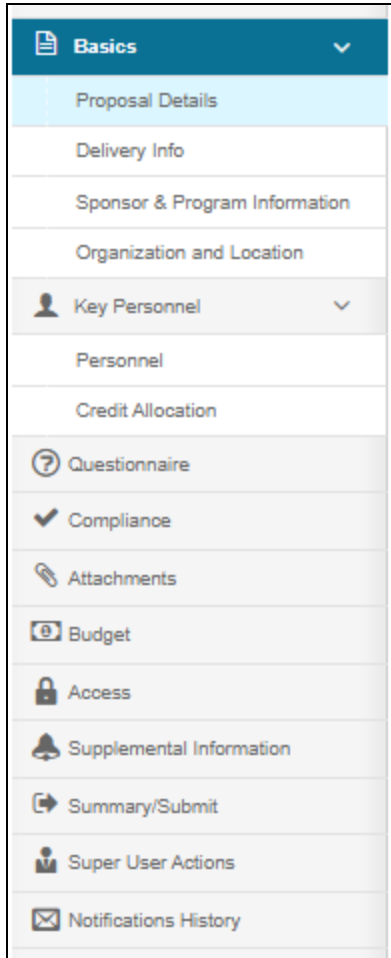 Basics
Proposal Details
Delivery Info
Sponsor & Program Information
Organization and Location
Key Personnel
Personnel
Credit Allocation
Questionnaire
Compliance
Attachments
Budget
Access
Supplemental Information
Summary/Submit
Super User Actions
Notifications History